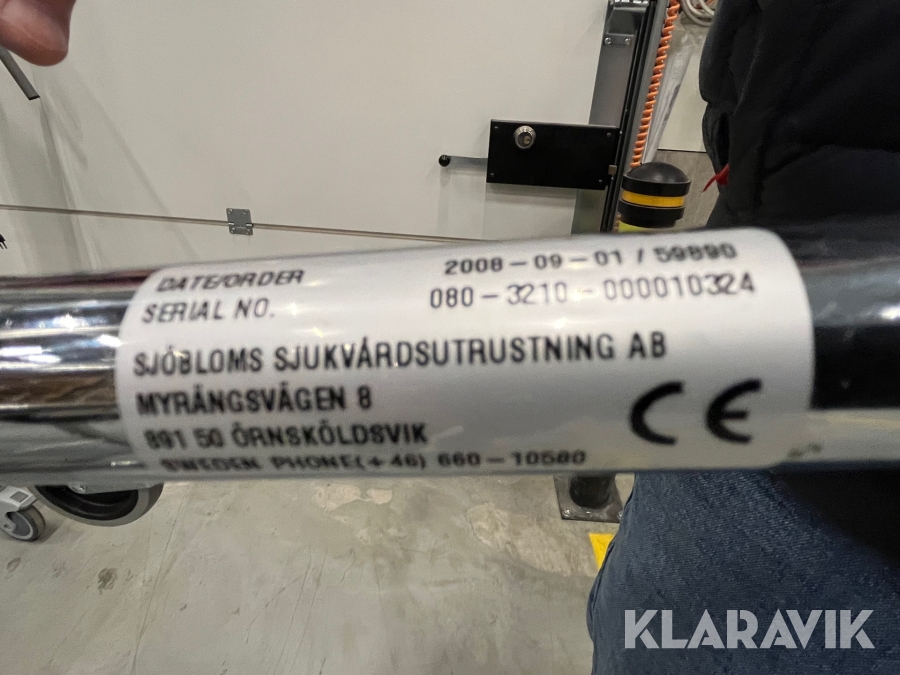 DATE/ORDER 2008-09-01 / 59890
SERIAL NO. 080-3210-000010324
SJÖBLOMS SJUKVÅRDSUTRUSTNING AB
MYRÄNGSVÄGEN 8
891 50 ÖRNSKÖLDSVIK
SWEDEN PHONE(+46) 660-10580
CE
KLARAVIK